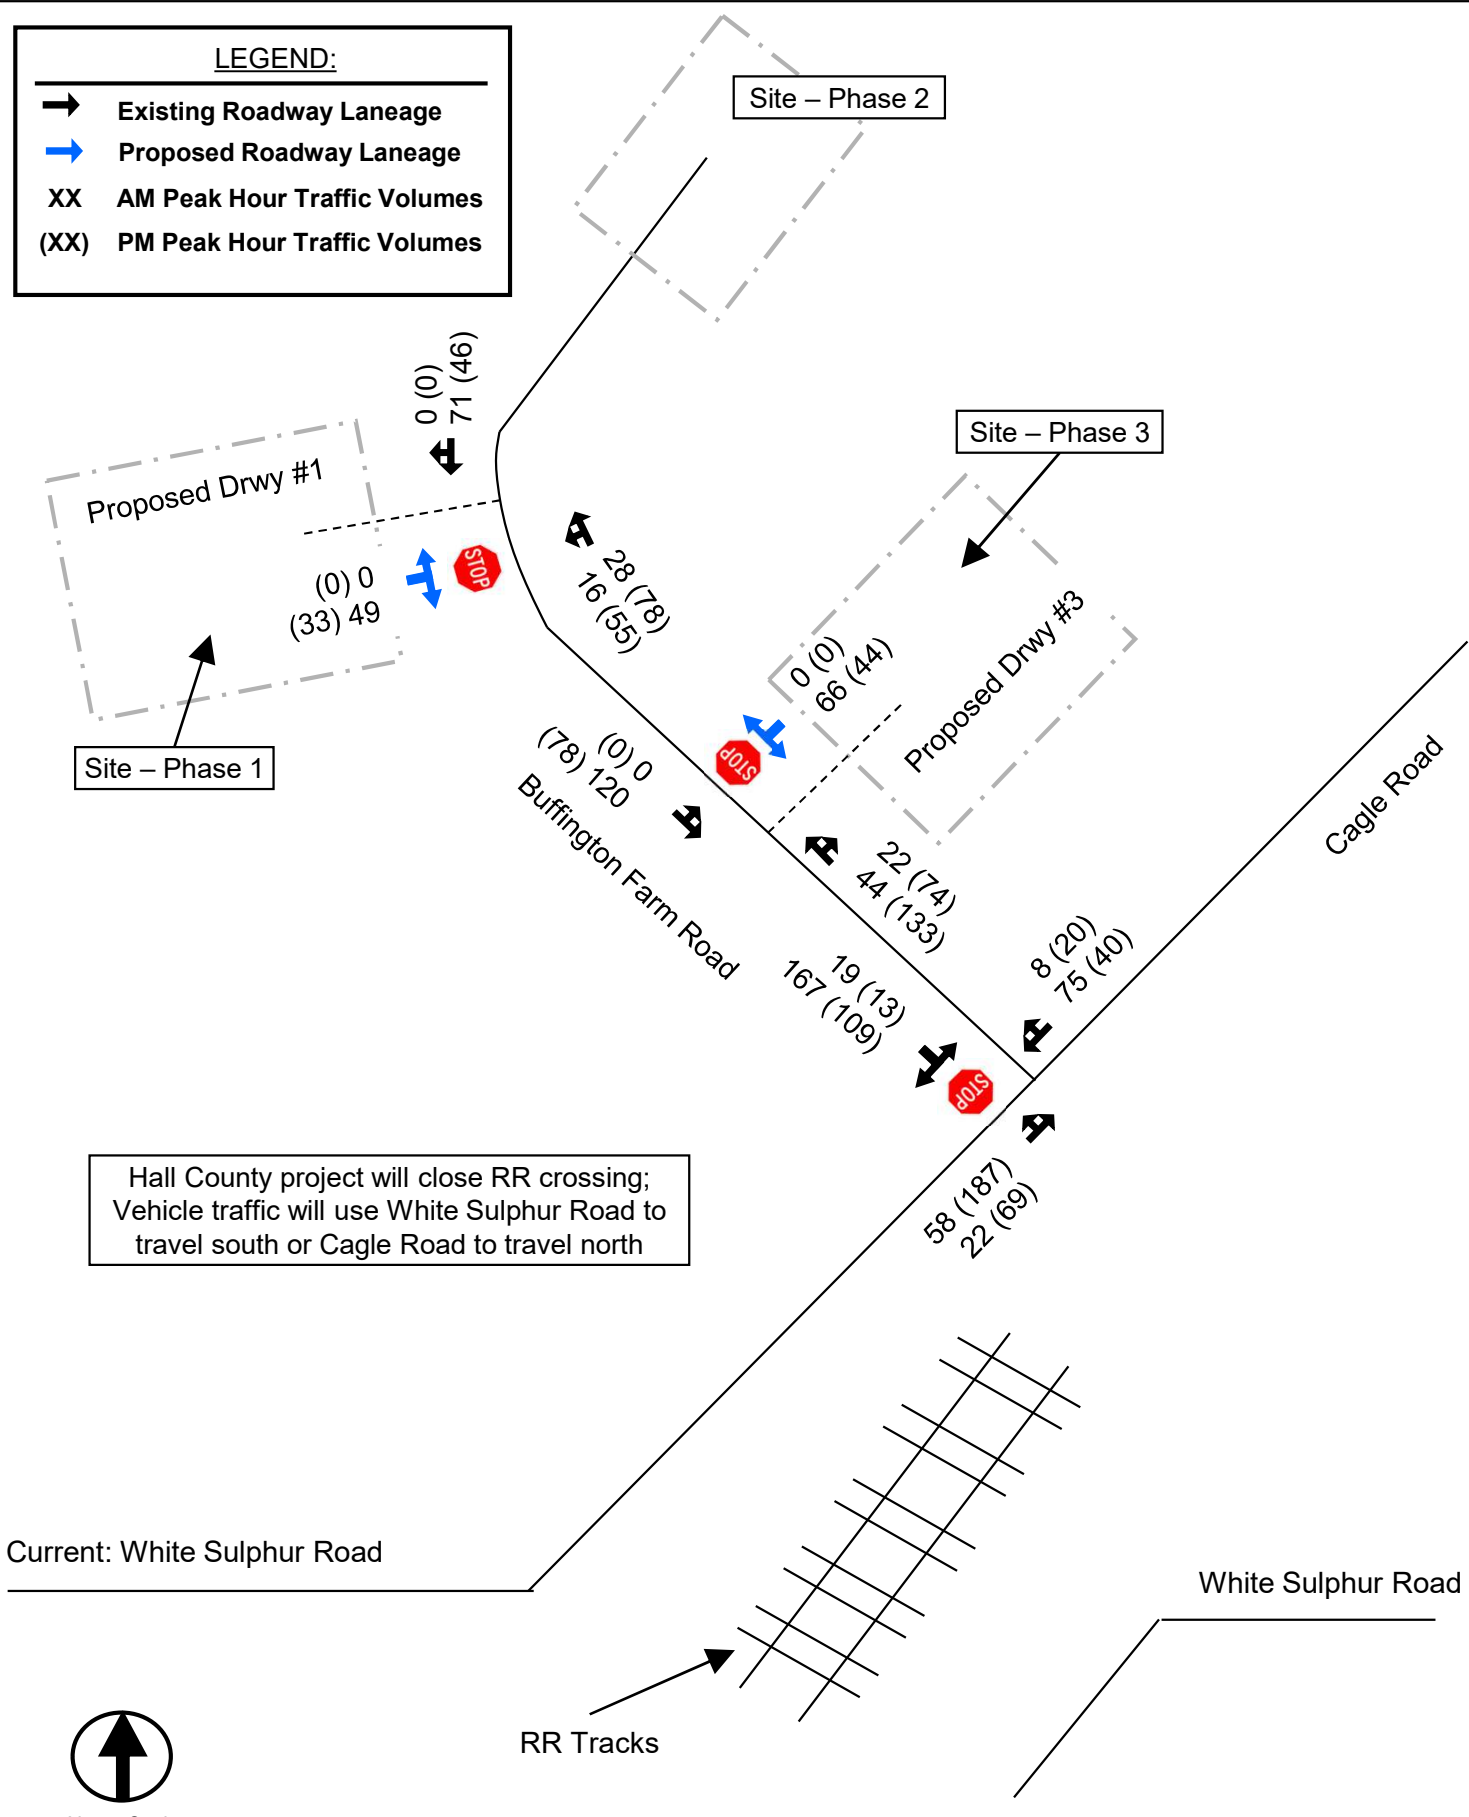 LEGEND:
Existing Roadway Laneage
Proposed Roadway Laneage
XX AM Peak Hour Traffic Volumes
(XX) PM Peak Hour Traffic Volumes
Site – Phase 2
0 (0)
71 (46)
Site – Phase 3
Proposed Drwy #1
(0) 0
(33) 49
STOP
28 (78)
16 (55)
Site – Phase 1
0 (0)
66 (44)
Proposed Drwy #3
STOP
(0) 0
(78) 120
Buffington Farm Road
22 (74)
44 (133)
Cagle Road
8 (20)
75 (40)
19 (13)
167 (109)
STOP
58 (187)
22 (69)
Hall County project will close RR crossing;
Vehicle traffic will use White Sulphur Road to
travel south or Cagle Road to travel north
Current: White Sulphur Road
White Sulphur Road
RR Tracks